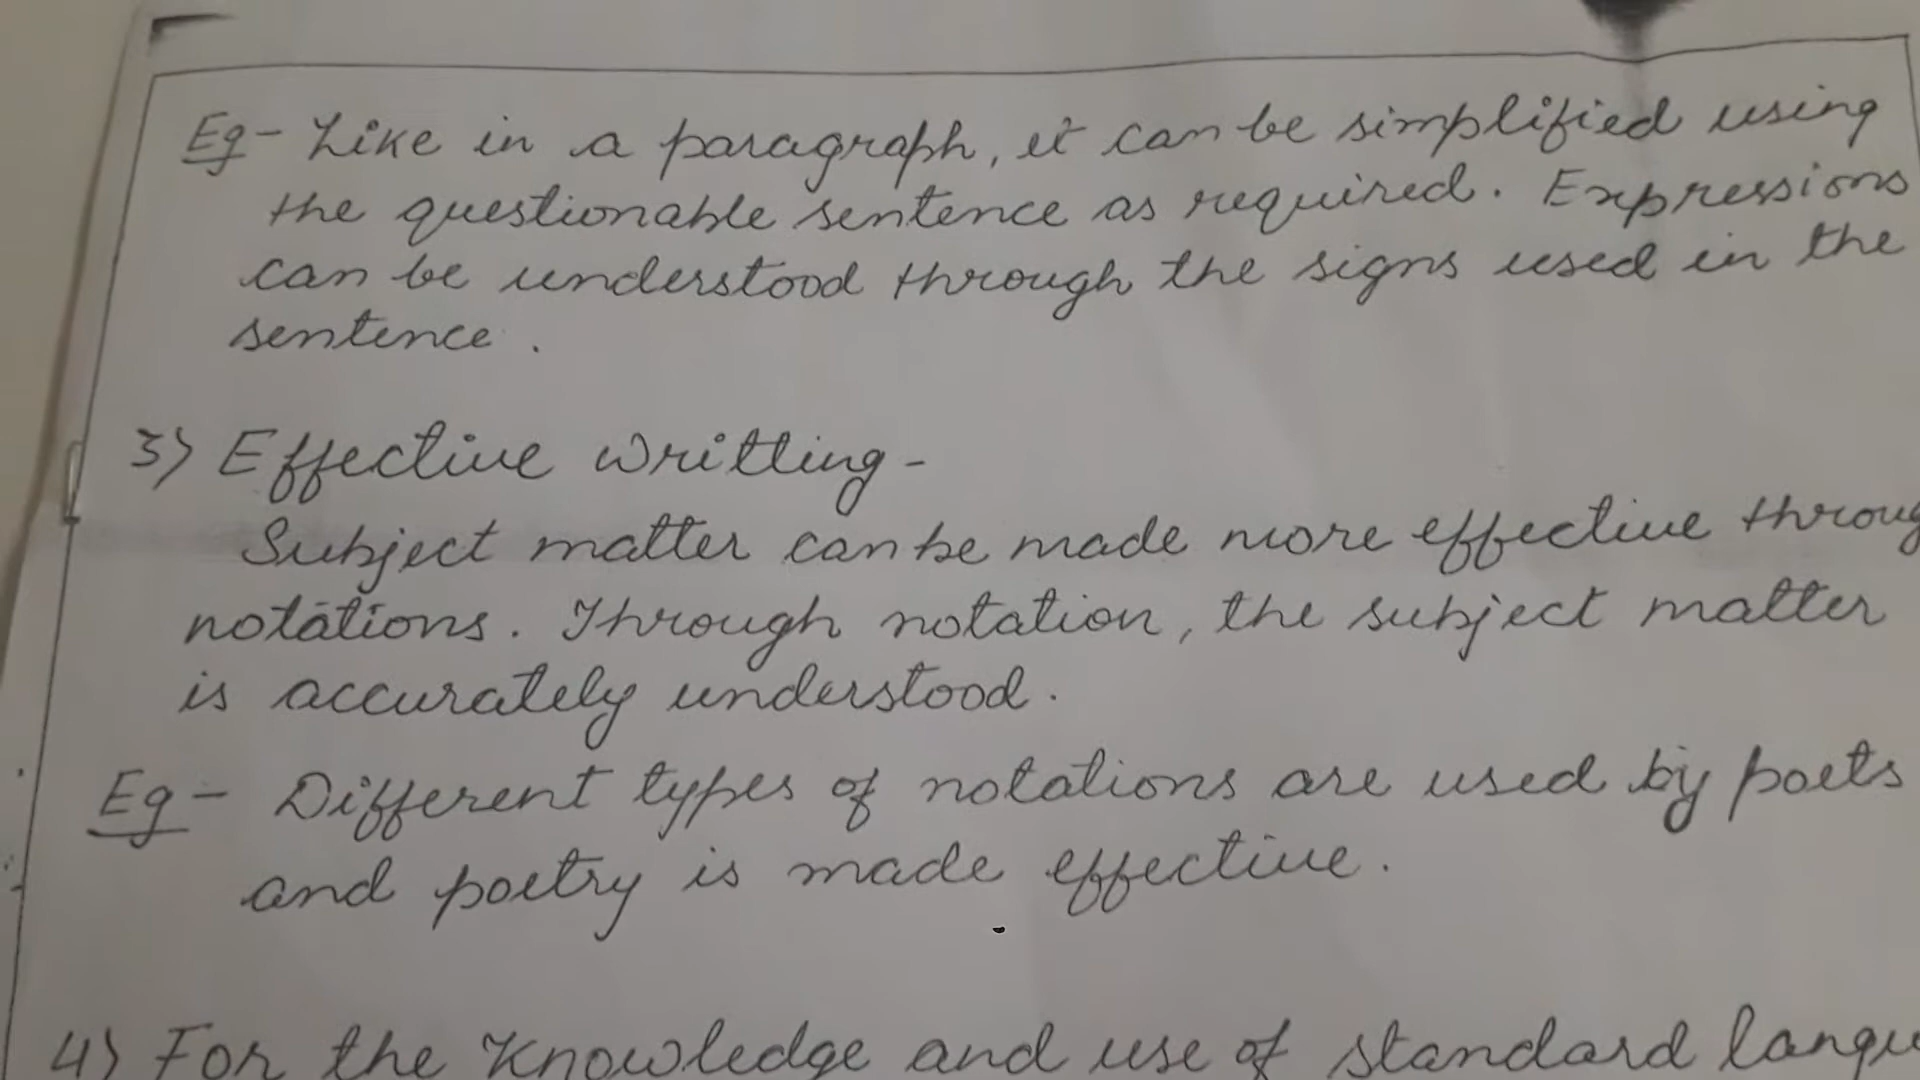 Eg- Like in a paragraph, it can be simplified using
the questionable sentence as required. Expressions
can be understood through the signs used in the
sentence.
3) Effective writting-
Subject matter can be made more effective throug
notations. Through notation, the subject matter
is accurately understood.
Eg- Different types of notations are used by poets
and poetry is made effective.
4) For the Knowledge and use of standard langu